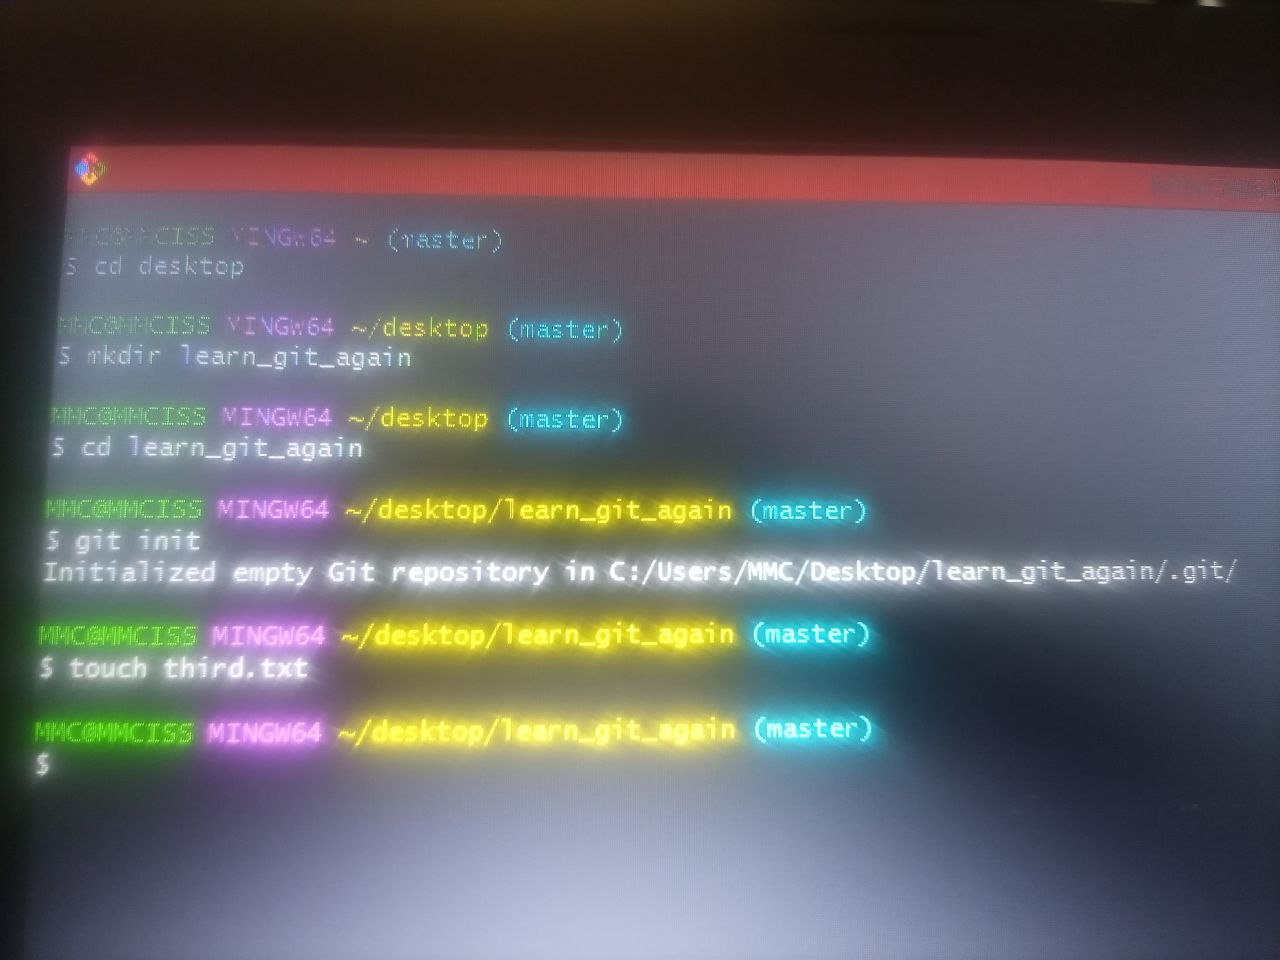 MMC@MMCISS MINGW64 ~ (master)
$ cd desktop
MMC@MMCISS MINGW64 ~/desktop (master)
$ mkdir learn_git_again
MMC@MMCISS MINGW64 ~/desktop (master)
$ cd learn_git_again
MMC@MMCISS MINGW64 ~/desktop/learn_git_again (master)
$ git init
Initialized empty Git repository in C:/Users/MMC/Desktop/learn_git_again/.git/
MMC@MMCISS MINGW64 ~/desktop/learn_git_again (master)
$ touch third.txt
MMC@MMCISS MINGW64 ~/desktop/learn_git_again (master)
$